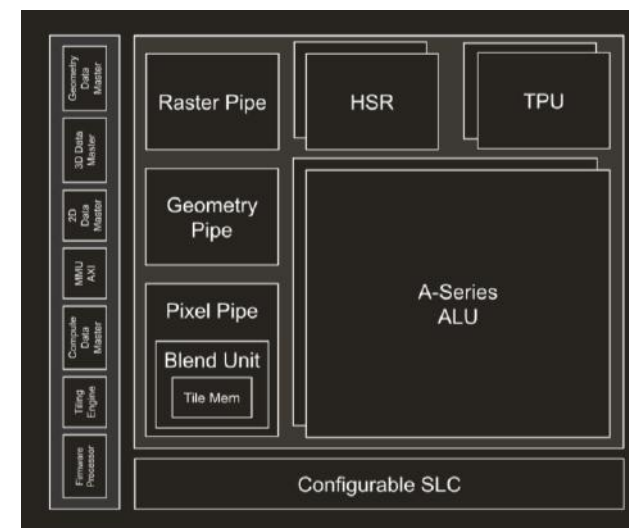 Geometry
Data
Master
3D Data
Master
2D
Data
Master
MMU
AXI
Compute
Data
Master
Tiling
Engine
Firmware
Processor
Raster Pipe
HSR
TPU
Geometry
Pipe
Pixel Pipe
Blend Unit
Tile Mem
A-Series
ALU
Configurable SLC